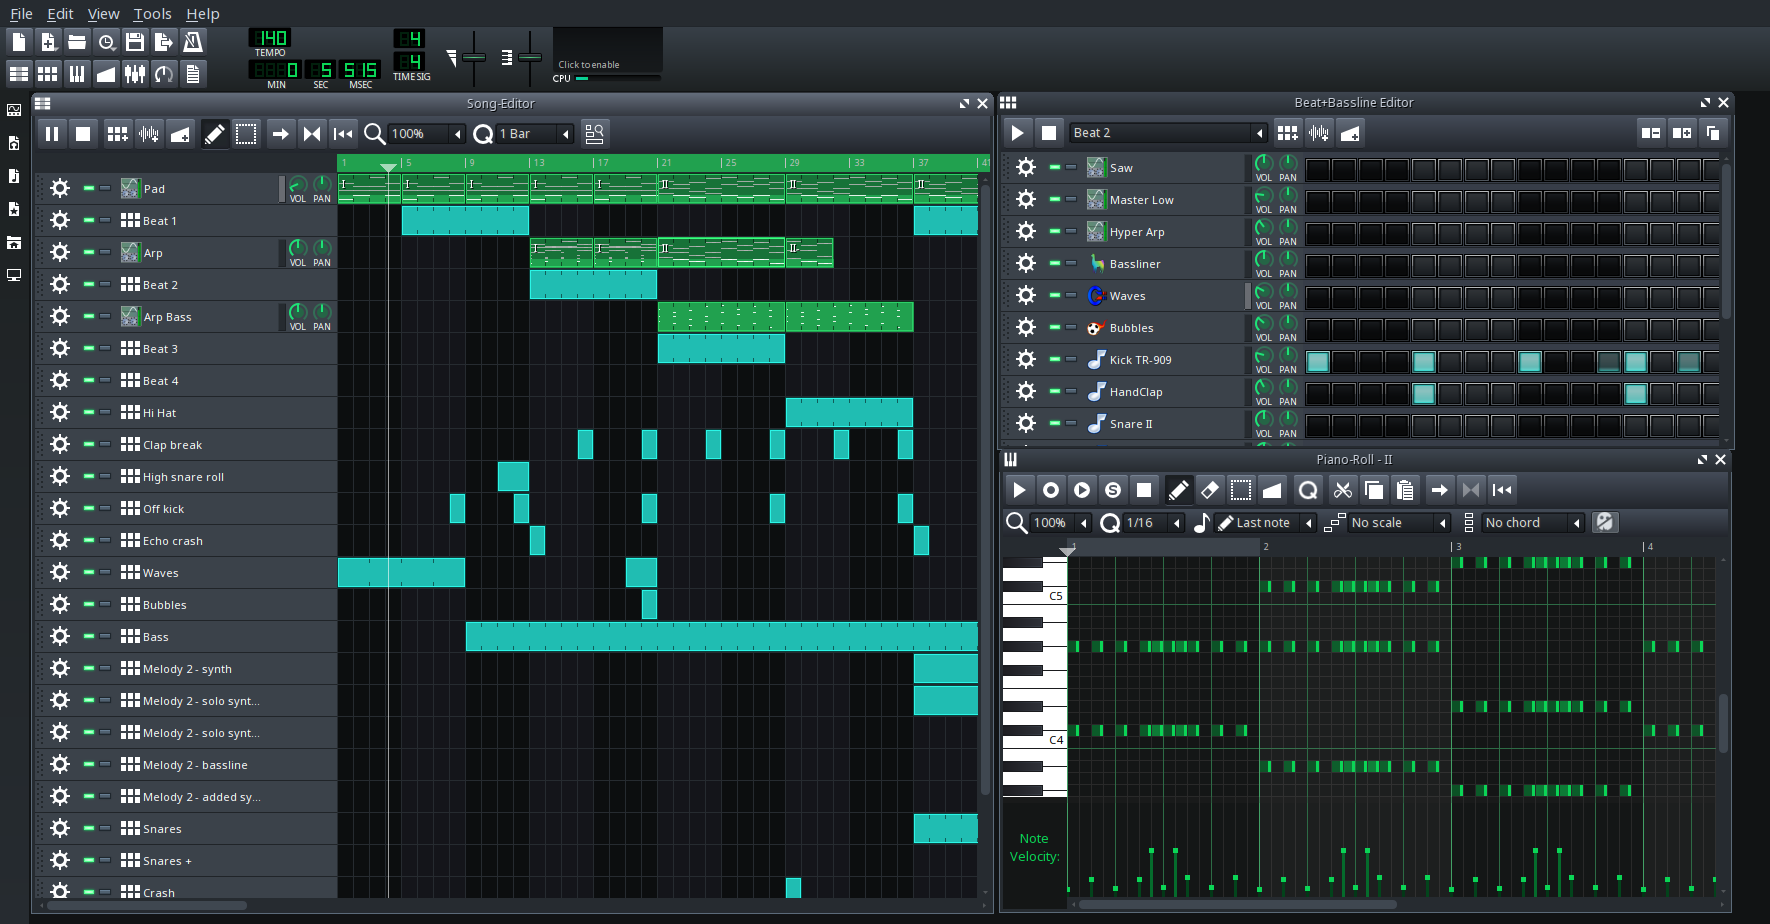 File Edit View Tools Help
140
TEMPO
0 5 515
MIN SEC MSEC
4
4
TIME SIG
Click to enable
CPU
Song-Editor
100% 1 Bar
1 5 9 13 17 21 25 29 33 37 41
Pad VOL PAN
I I I I I II II II
Beat 1
Arp VOL PAN
I I II II
Beat 2
Arp Bass VOL PAN
Beat 3
Beat 4
Hi Hat
Clap break
High snare roll
Off kick
Echo crash
Waves
Bubbles
Bass
Melody 2 - synth
Melody 2 - solo synt...
Melody 2 - solo synt...
Melody 2 - bassline
Melody 2 - added sy...
Snares
Snares +
Crash
Beat+Bassline Editor
Beat 2
Saw VOL PAN
Master Low VOL PAN
Hyper Arp VOL PAN
Bassliner VOL PAN
Waves VOL PAN
Bubbles VOL PAN
Kick TR-909 VOL PAN
HandClap VOL PAN
Snare II VOL PAN
Piano-Roll - II
100% 1/16 Last note No scale No chord
1 2 3 4
C5
C4
Note
Velocity: